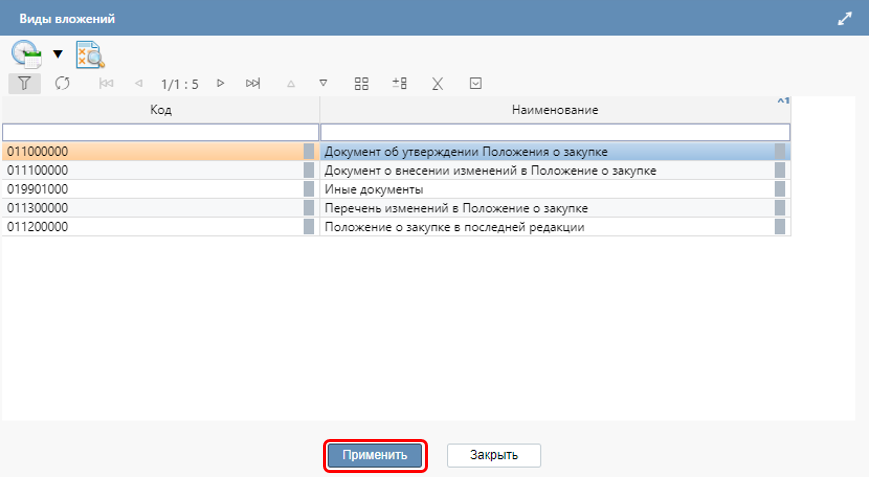 Виды вложений
1/1 : 5
Код Наименование ^1
011000000 Документ об утверждении Положения о закупке
011100000 Документ о внесении изменений в Положение о закупке
019901000 Иные документы
011300000 Перечень изменений в Положение о закупке
011200000 Положение о закупке в последней редакции
Применить Закрыть